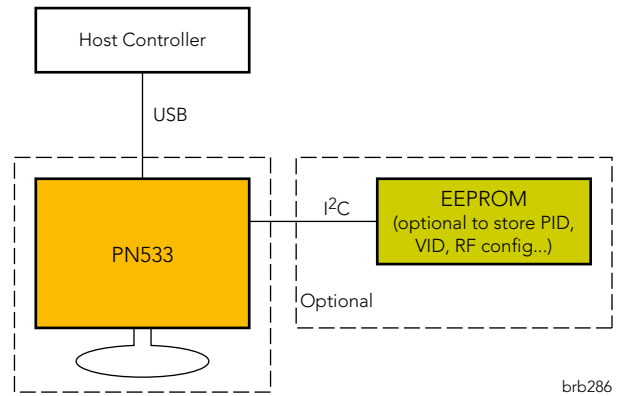 Host Controller
USB
PN533
I²C
EEPROM
(optional to store PID,
VID, RF config...)
Optional
brb286